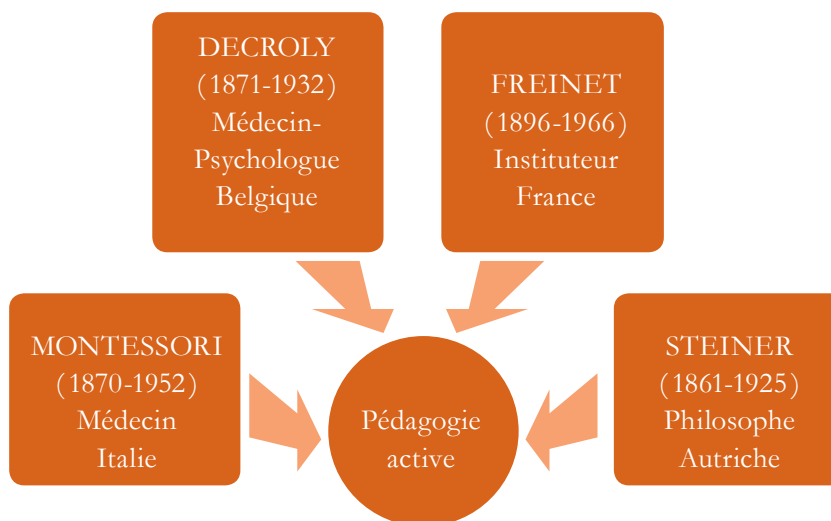 DECROLY
(1871-1932)
Médecin-
Psychologue
Belgique
FREINET
(1896-1966)
Instituteur
France
MONTESSORI
(1870-1952)
Médecin
Italie
Pédagogie
active
STEINER
(1861-1925)
Philosophe
Autriche